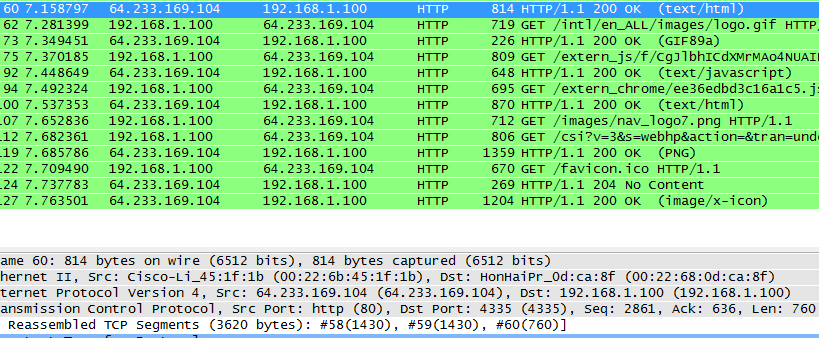 60 7.158797 64.233.169.104 192.168.1.100 HTTP 814 HTTP/1.1 200 OK (text/html)
62 7.281399 192.168.1.100 64.233.169.104 HTTP 719 GET /intl/en_ALL/images/logo.gif HTTP/
73 7.349451 64.233.169.104 192.168.1.100 HTTP 226 HTTP/1.1 200 OK (GIF89a)
75 7.370185 192.168.1.100 64.233.169.104 HTTP 809 GET /extern_js/f/CgJlbhICdXMrMAo4NUAI
92 7.448649 64.233.169.104 192.168.1.100 HTTP 648 HTTP/1.1 200 OK (text/javascript)
94 7.492324 192.168.1.100 64.233.169.104 HTTP 695 GET /extern_chrome/ee36edbd3c16a1c5.js
100 7.537353 64.233.169.104 192.168.1.100 HTTP 870 HTTP/1.1 200 OK (text/html)
107 7.652836 192.168.1.100 64.233.169.104 HTTP 712 GET /images/nav_logo7.png HTTP/1.1
112 7.682361 192.168.1.100 64.233.169.104 HTTP 806 GET /csi?v=3&s=webhp&action=&tran=unde
119 7.685786 64.233.169.104 192.168.1.100 HTTP 1359 HTTP/1.1 200 OK (PNG)
122 7.709490 192.168.1.100 64.233.169.104 HTTP 670 GET /favicon.ico HTTP/1.1
124 7.737783 64.233.169.104 192.168.1.100 HTTP 269 HTTP/1.1 204 No Content
127 7.763501 64.233.169.104 192.168.1.100 HTTP 1204 HTTP/1.1 200 OK (image/x-icon)
ame 60: 814 bytes on wire (6512 bits), 814 bytes captured (6512 bits)
hernet II, Src: Cisco-Li_45:1f:1b (00:22:6b:45:1f:1b), Dst: HonHaiPr_0d:ca:8f (00:22:68:0d:ca:8f)
ternet Protocol Version 4, Src: 64.233.169.104 (64.233.169.104), Dst: 192.168.1.100 (192.168.1.100)
ansmission Control Protocol, Src Port: http (80), Dst Port: 4335 (4335), Seq: 2861, Ack: 636, Len: 760
Reassembled TCP Segments (3620 bytes): #58(1430), #59(1430), #60(760)]